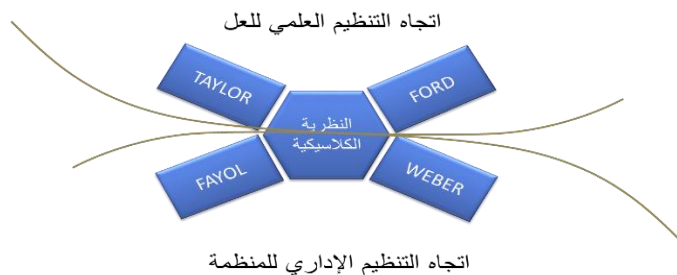 اتجاه التنظيم العلمي للعل
TAYLOR
FORD
النظرية
الكلاسيكية
FAYOL
WEBER
اتجاه التنظيم الإداري للمنظمة